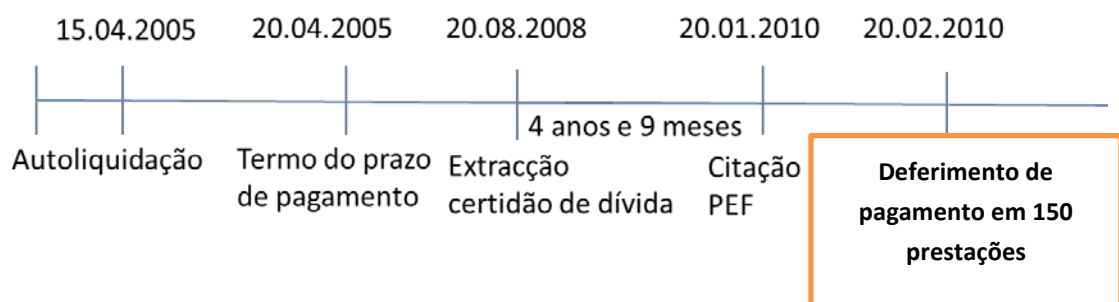 15.04.2005
20.04.2005
20.08.2008
20.01.2010
20.02.2010
4 anos e 9 meses
Autoliquidação
Termo do prazo
de pagamento
Extracção
certidão de dívida
Citação
PEF
Deferimento de
pagamento em 150
prestações